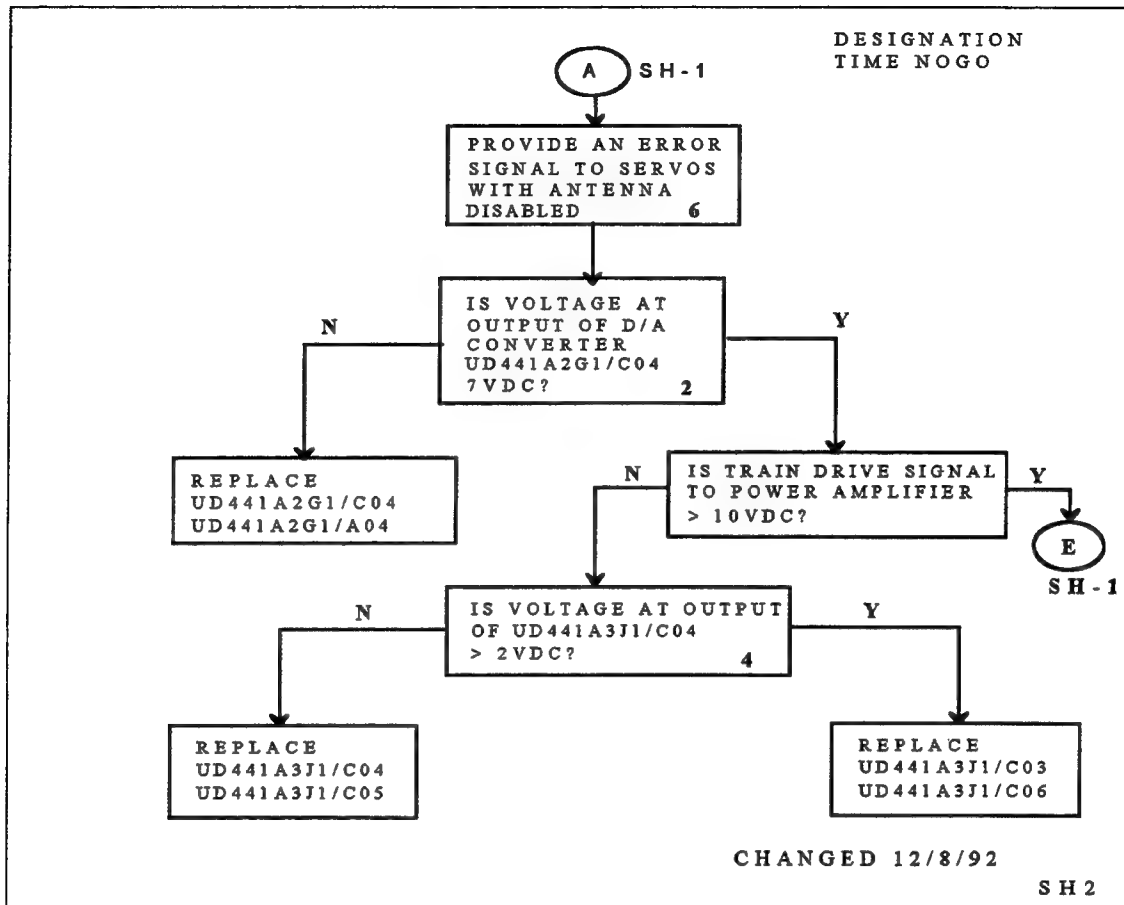 DESIGNATION
TIME NOGO
A SH-1
PROVIDE AN ERROR
SIGNAL TO SERVOS
WITH ANTENNA
DISABLED 6
IS VOLTAGE AT
OUTPUT OF D/A
CONVERTER
UD441A2G1/C04
7VDC? 2
N
Y
REPLACE
UD441A2G1/C04
UD441A2G1/A04
IS TRAIN DRIVE SIGNAL
TO POWER AMPLIFIER
> 10VDC?
N
Y
E
SH-1
IS VOLTAGE AT OUTPUT
OF UD441A3J1/C04
> 2VDC? 4
N
Y
REPLACE
UD441A3J1/C04
UD441A3J1/C05
REPLACE
UD441A3J1/C03
UD441A3J1/C06
CHANGED 12/8/92
SH2